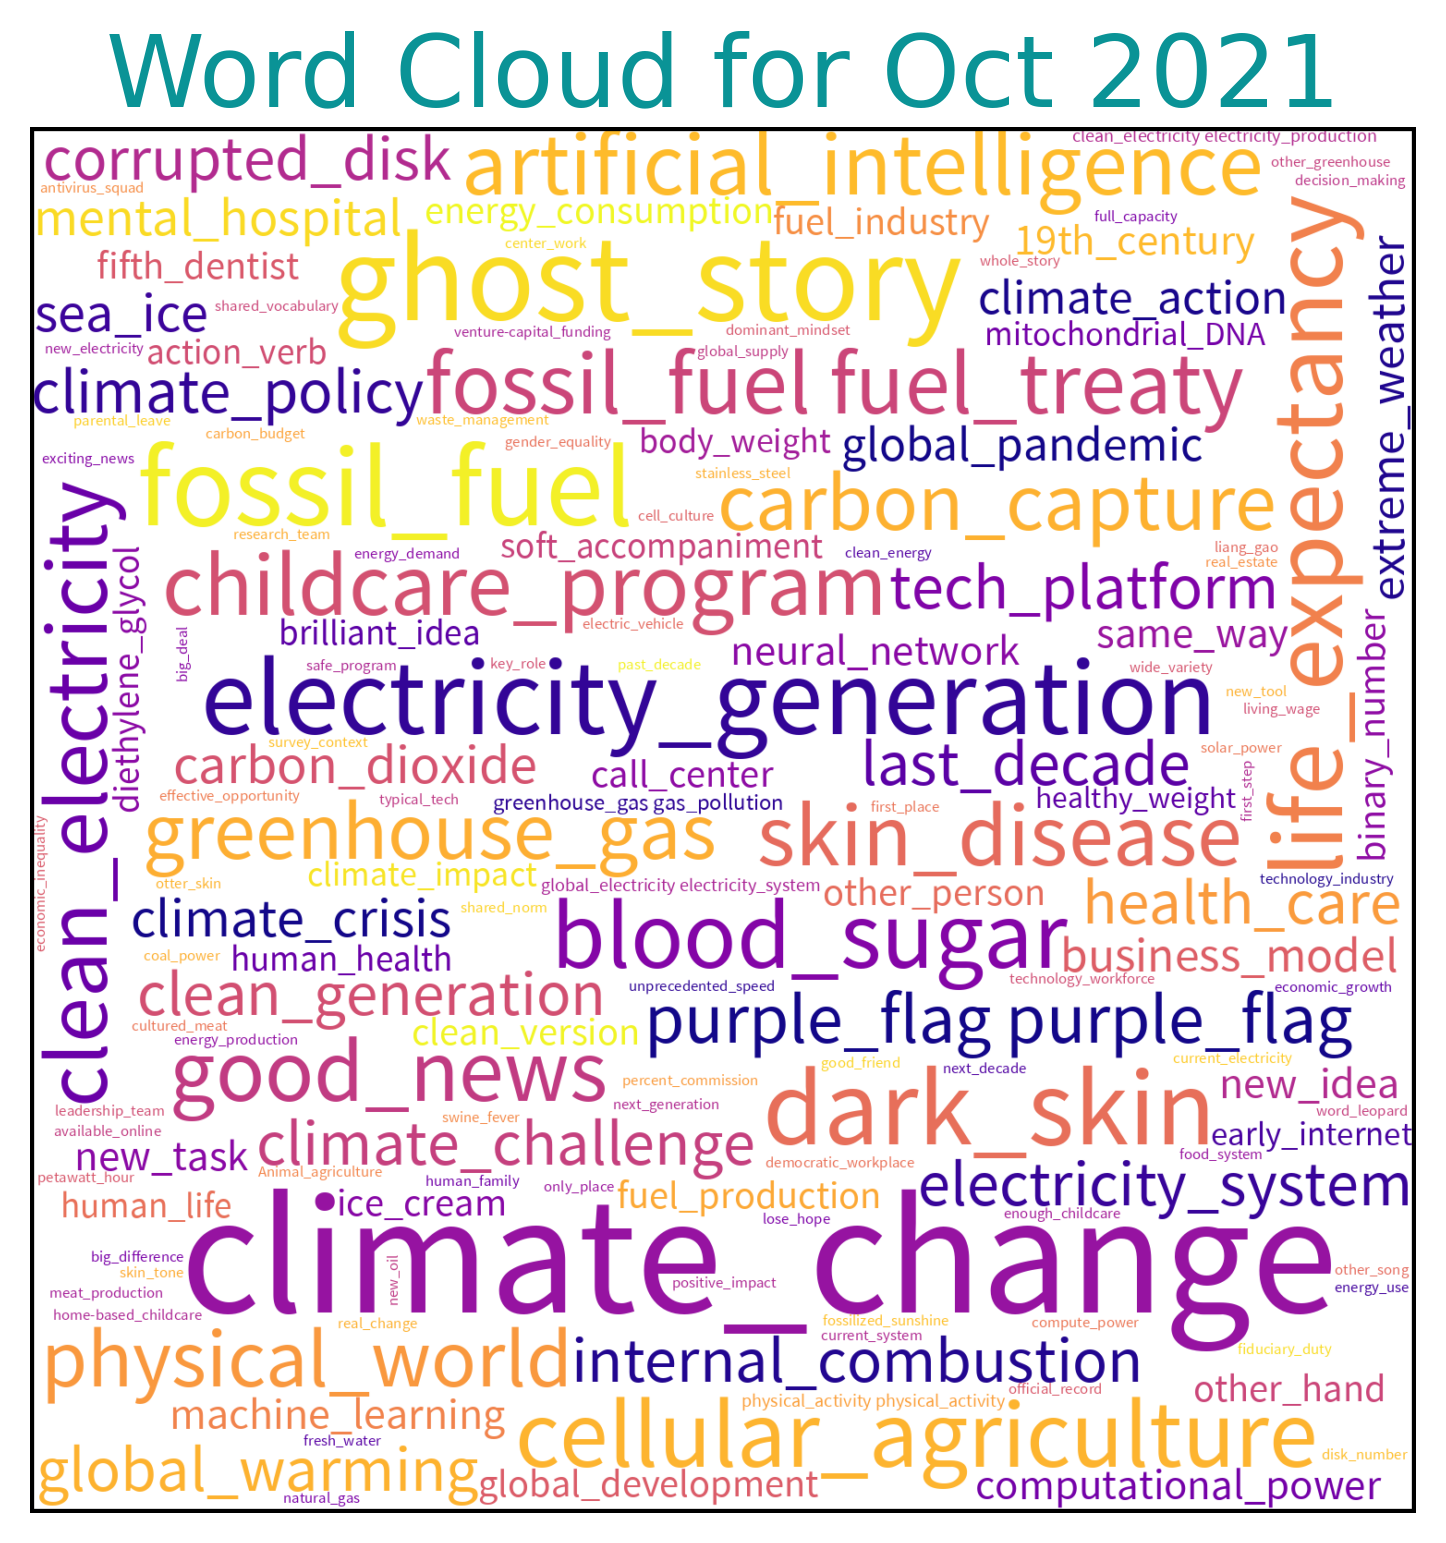 Word Cloud for Oct 2021
corrupted_disk
artificial_intelligence
clean_electricity electricity_production
other_greenhouse
decision_making
antivirus_squad
mental_hospital
energy_consumption
fuel_industry
full_capacity
19th_century
center_work
ghost_story
fifth_dentist
whole_story
life_expectancy
extreme_weather
sea_ice
shared_vocabulary
climate_action
venture-capital_funding
dominant_mindset
mitochondrial_DNA
new_electricity
action_verb
global_supply
climate_policy
fossil_fuel fuel_treaty
parental_leave
carbon_budget
waste_management
gender_equality
body_weight
global_pandemic
exciting_news
fossil_fuel
stainless_steel
carbon_capture
clean_electricity
cell_culture
research_team
energy_demand
soft_accompaniment
clean_energy
liang_gao
real_estate
diethylene_glycol
childcare_program
tech_platform
electric_vehicle
big_deal
brilliant_idea
same_way
binary_number
neural_network
safe_program
key_role
past_decade
wide_variety
electricity_generation
new_tool
living_wage
survey_context
carbon_dioxide
call_center
last_decade
solar_power
first_step
effective_opportunity
typical_tech
greenhouse_gas gas_pollution
healthy_weight
greenhouse_gas
first_place
skin_disease
economic_inequality
climate_impact
otter_skin
global_electricity electricity_system
other_person
technology_industry
health_care
climate_crisis
shared_norm
blood_sugar
coal_power
human_health
business_model
technology_workforce
clean_generation
unprecedented_speed
economic_growth
purple_flag purple_flag
cultured_meat
energy_production
clean_version
good_news
good_friend
next_decade
current_electricity
percent_commission
dark_skin
new_idea
leadership_team
swine_fever
next_generation
word_leopard
available_online
climate_challenge
early_internet
new_task
petawatt_hour
Animal_agriculture
democratic_workplace
food_system
human_family
only_place
electricity_system
human_life
ice_cream
fuel_production
lose_hope
enough_childcare
climate_change
big_difference
skin_tone
new_oil
positive_impact
other_song
meat_production
energy_use
home-based_childcare
real_change
fossilized_sunshine
compute_power
current_system
physical_world
internal_combustion
fiduciary_duty
official_record
other_hand
machine_learning
physical_activity physical_activity
cellular_agriculture
fresh_water
disk_number
global_warming
global_development
computational_power
natural_gas